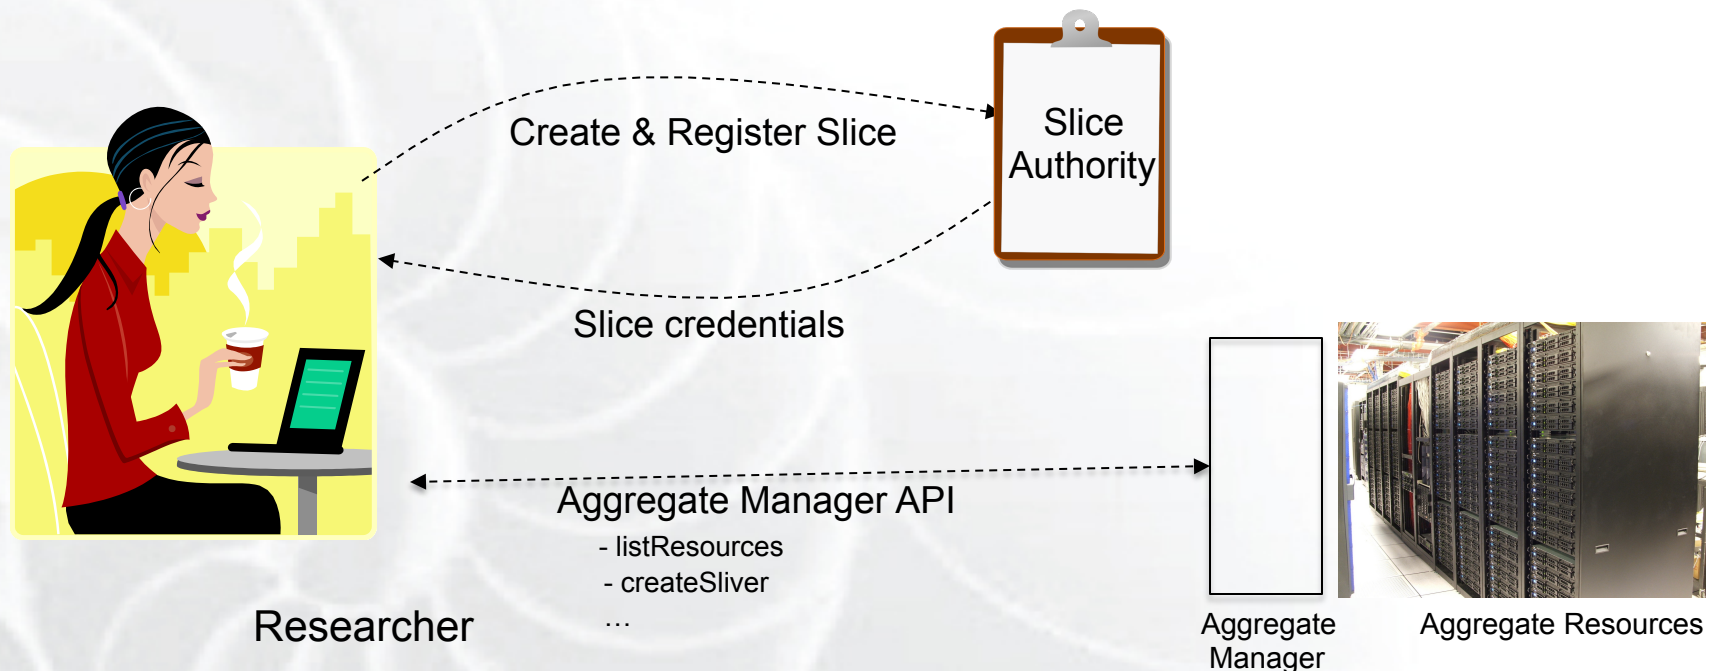 Create & Register Slice
Slice
Authority
Slice credentials
Aggregate Manager API
- listResources
- createSliver
...
Researcher
Aggregate
Manager
Aggregate Resources